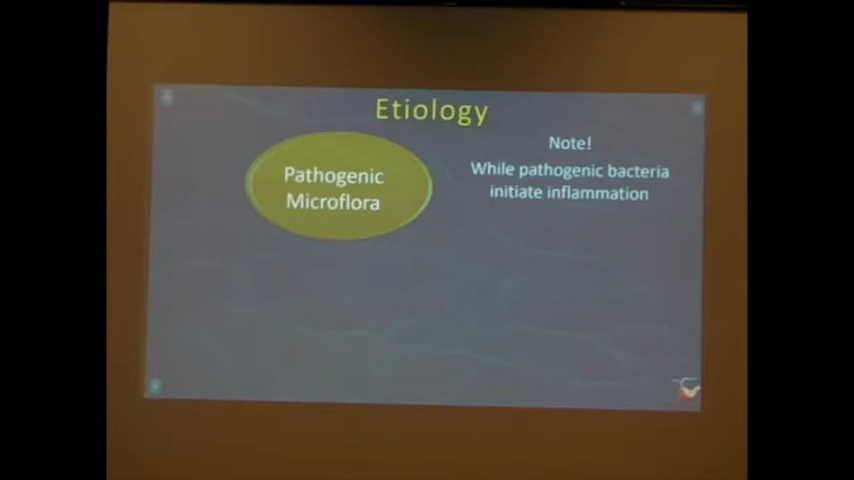 Etiology
Pathogenic
Microflora
Note!
While pathogenic bacteria
initiate inflammation